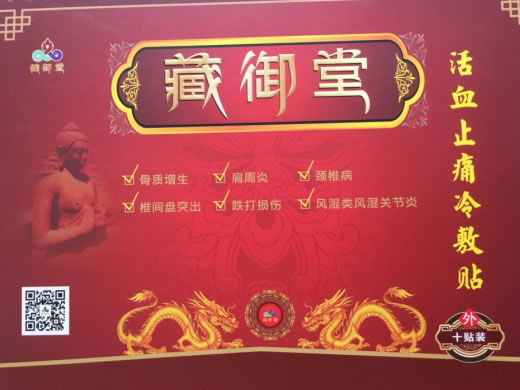 藏御堂
藏御堂
活血止痛冷敷贴
骨质增生
肩周炎
颈椎病
椎间盘突出
跌打损伤
风湿类风湿关节炎
外
十贴装